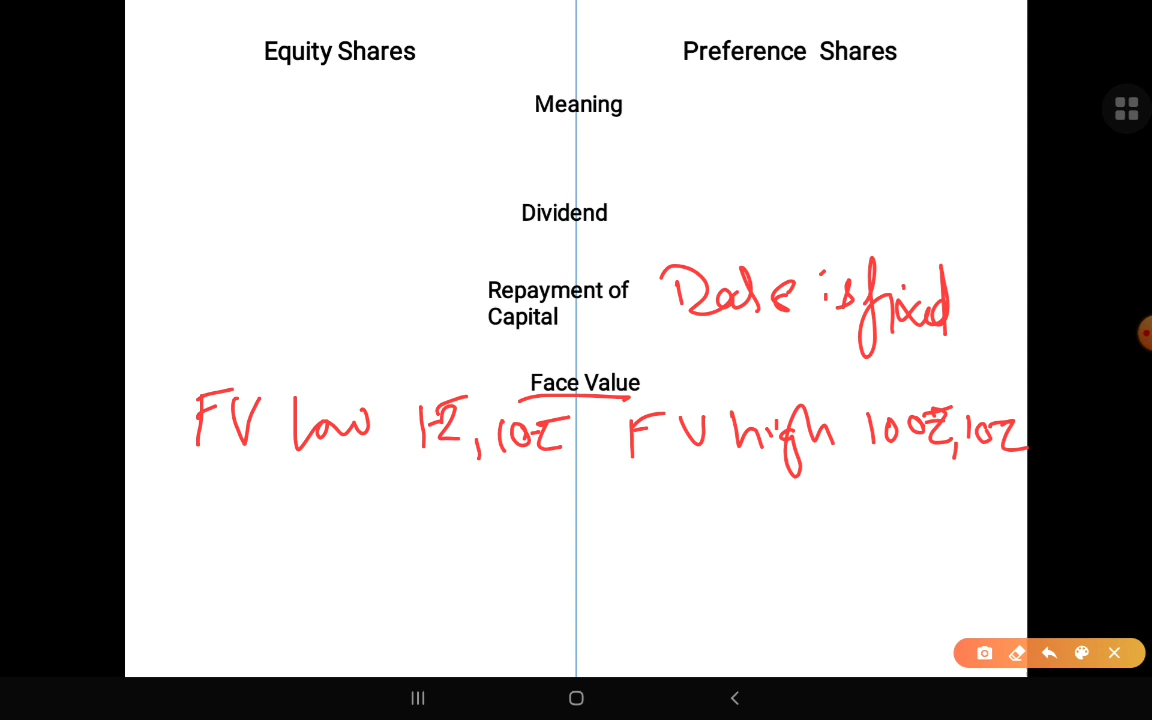 Equity Shares Preference Shares
Meaning
Dividend
Repayment of
Capital
is fixed
Face Value
FV Low 1₹, 10₹ FV high 100₹, 10₹